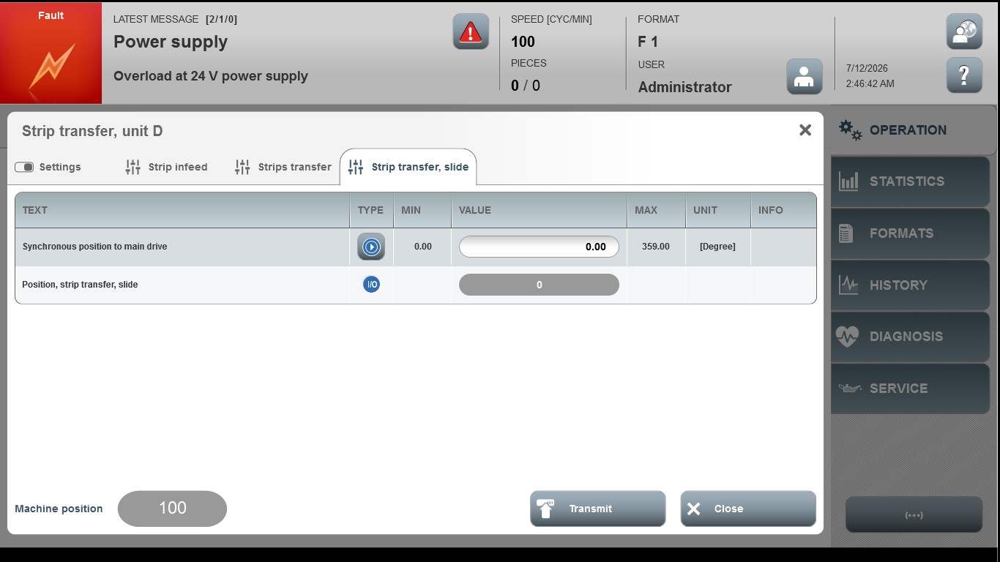 Fault
LATEST MESSAGE [2/1/0]
Power supply
Overload at 24 V power supply
SPEED [CYC/MIN]
100
PIECES
0 / 0
FORMAT
F 1
USER
Administrator
7/12/2026
2:46:42 AM
?
Strip transfer, unit D
Settings
Strip infeed
Strips transfer
Strip transfer, slide
TEXT TYPE MIN VALUE MAX UNIT INFO
Synchronous position to main drive 0.00 0.00 359.00 [Degree]
Position, strip transfer, slide I/O 0
Machine position 100
Transmit
Close
OPERATION
STATISTICS
FORMATS
HISTORY
DIAGNOSIS
SERVICE
(•••)